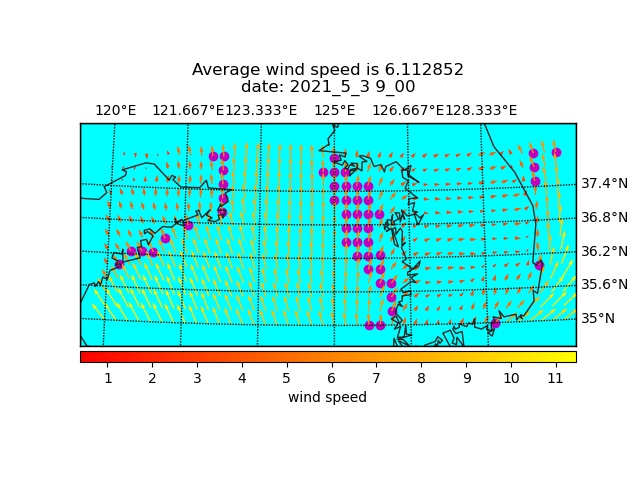 Average wind speed is 6.112852
date: 2021_5_3 9_00
120°E 121.667°E 123.333°E 125°E 126.667°E 128.333°E
37.4°N
36.8°N
36.2°N
35.6°N
35°N
1 2 3 4 5 6 7 8 9 10 11
wind speed